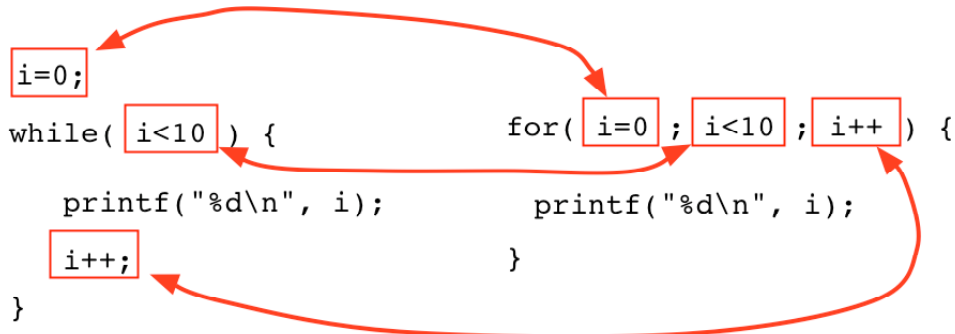 i=0;
while( i<10 ) {
printf("%d\n", i);
i++;
}
for( i=0 ; i<10 ; i++ ) {
printf("%d\n", i);
}